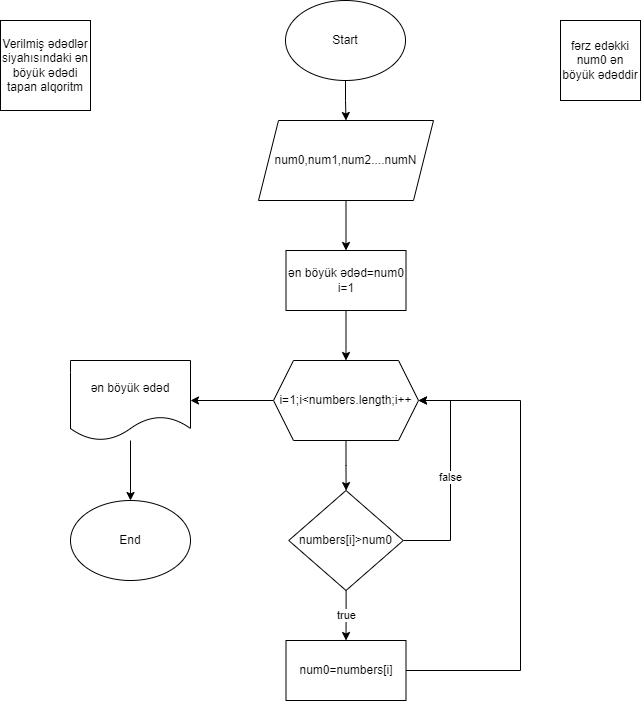 Verilmiş ədədlər
siyahısındakı ən
böyük ədədi
tapan alqoritm
Start
fərz edəkki
num0 ən
böyük ədəddir
num0,num1,num2....numN
ən böyük ədəd=num0
i=1
ən böyük ədəd
i=1;i<numbers.length;i++
false
End
numbers[i]>num0
true
num0=numbers[i]